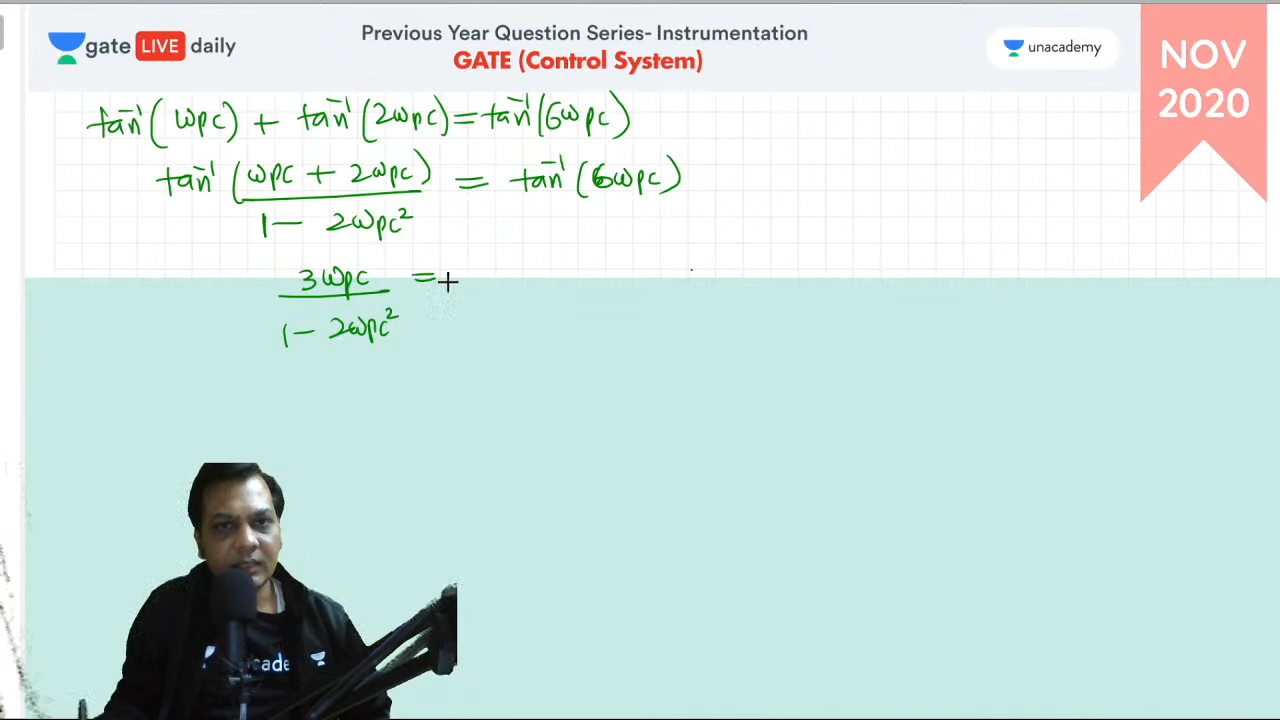 gate LIVE daily
Previous Year Question Series- Instrumentation
GATE (Control System)
unacademy
NOV
2020
tan⁻¹(ωpc) + tan⁻¹(2ωpc) = tan⁻¹(6ωpc)
tan⁻¹(ωpc + 2ωpc) = tan⁻¹(6ωpc)
1 − 2ωpc²
3ωpc =
1 − 2ωpc²